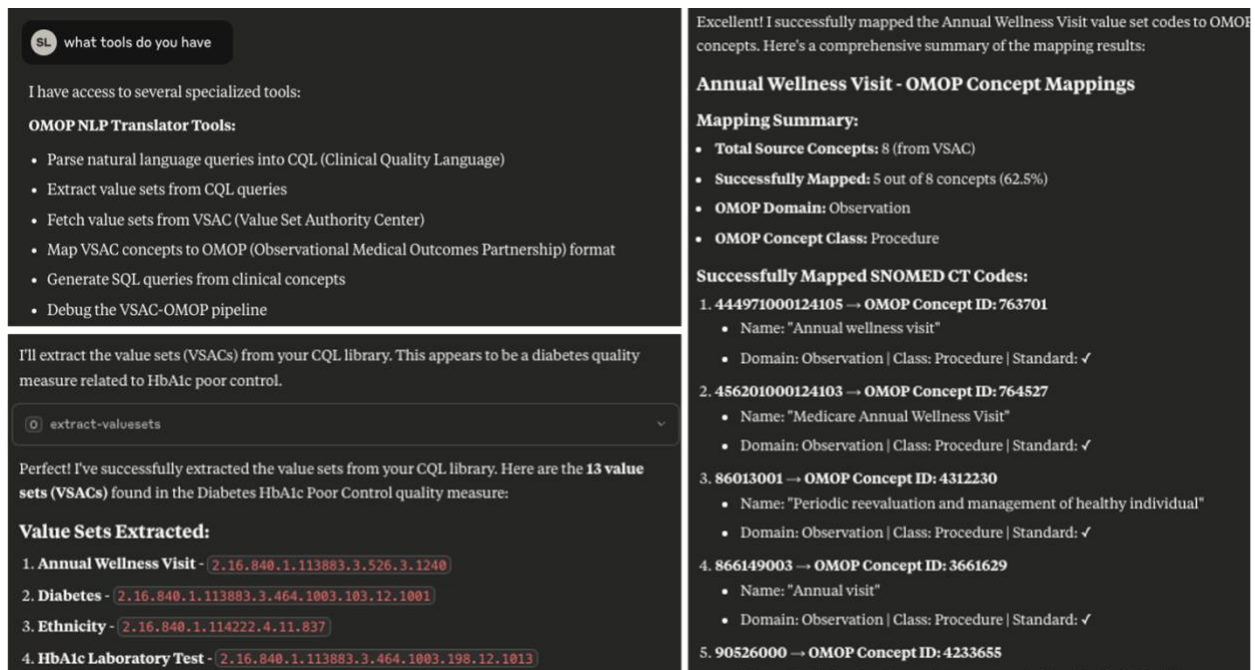 SL what tools do you have
I have access to several specialized tools:
OMOP NLP Translator Tools:
• Parse natural language queries into CQL (Clinical Quality Language)
• Extract value sets from CQL queries
• Fetch value sets from VSAC (Value Set Authority Center)
• Map VSAC concepts to OMOP (Observational Medical Outcomes Partnership) format
• Generate SQL queries from clinical concepts
• Debug the VSAC-OMOP pipeline
I'll extract the value sets (VSACs) from your CQL library. This appears to be a diabetes quality
measure related to HbA1c poor control.
O extract-valuesets
Perfect! I've successfully extracted the value sets from your CQL library. Here are the 13 value
sets (VSACs) found in the Diabetes HbA1c Poor Control quality measure:
Value Sets Extracted:
1. Annual Wellness Visit - 2.16.840.1.113883.3.526.3.1240
2. Diabetes - 2.16.840.1.113883.3.464.1003.103.12.1001
3. Ethnicity - 2.16.840.1.114222.4.11.837
4. HbA1c Laboratory Test - 2.16.840.1.113883.3.464.1003.198.12.1013
Excellent! I successfully mapped the Annual Wellness Visit value set codes to OMOP
concepts. Here's a comprehensive summary of the mapping results:
Annual Wellness Visit - OMOP Concept Mappings
Mapping Summary:
• Total Source Concepts: 8 (from VSAC)
• Successfully Mapped: 5 out of 8 concepts (62.5%)
• OMOP Domain: Observation
• OMOP Concept Class: Procedure
Successfully Mapped SNOMED CT Codes:
1. 444971000124105 → OMOP Concept ID: 763701
• Name: "Annual wellness visit"
• Domain: Observation | Class: Procedure | Standard: ✓
2. 456201000124103 → OMOP Concept ID: 764527
• Name: "Medicare Annual Wellness Visit"
• Domain: Observation | Class: Procedure | Standard: ✓
3. 86013001 → OMOP Concept ID: 4312230
• Name: "Periodic reevaluation and management of healthy individual"
• Domain: Observation | Class: Procedure | Standard: ✓
4. 866149003 → OMOP Concept ID: 3661629
• Name: "Annual visit"
• Domain: Observation | Class: Procedure | Standard: ✓
5. 90526000 → OMOP Concept ID: 4233655